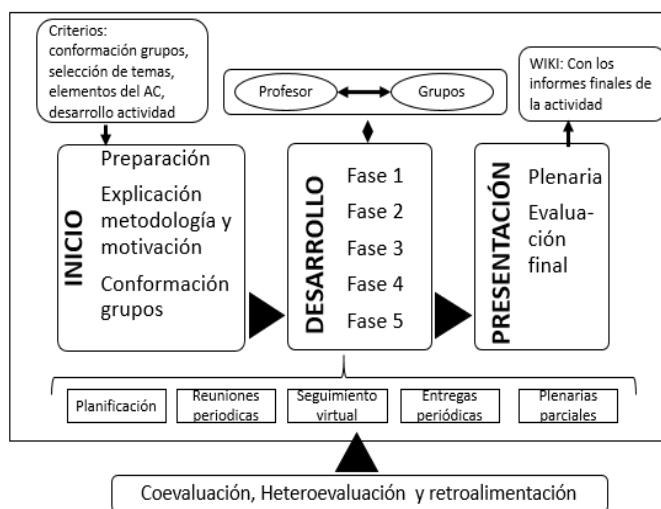 Criterios:
conformación grupos,
selección de temas,
elementos del AC,
desarrollo actividad
Profesor
Grupos
WIKI: Con los
informes finales de
la actividad
INICIO
Preparación
Explicación
metodología y
motivación
Conformación
grupos
DESARROLLO
Fase 1
Fase 2
Fase 3
Fase 4
Fase 5
PRESENTACIÓN
Plenaria
Evalua-
ción
final
Planificación
Reuniones
periodicas
Seguimiento
virtual
Entregas
periódicas
Plenarias
parciales
Coevaluación, Heteroevaluación y retroalimentación